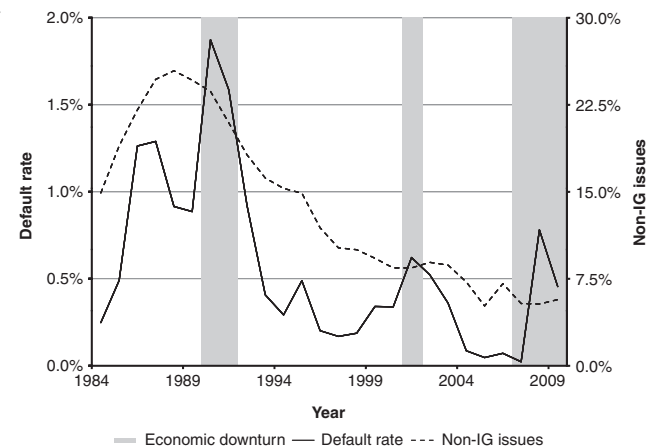 2.0%
1.5%
1.0%
0.5%
0.0%
Default rate
30.0%
22.5%
15.0%
7.5%
0.0%
Non-IG issues
1984 1989 1994 1999 2004 2009
Year
Economic downturn Default rate Non-IG issues